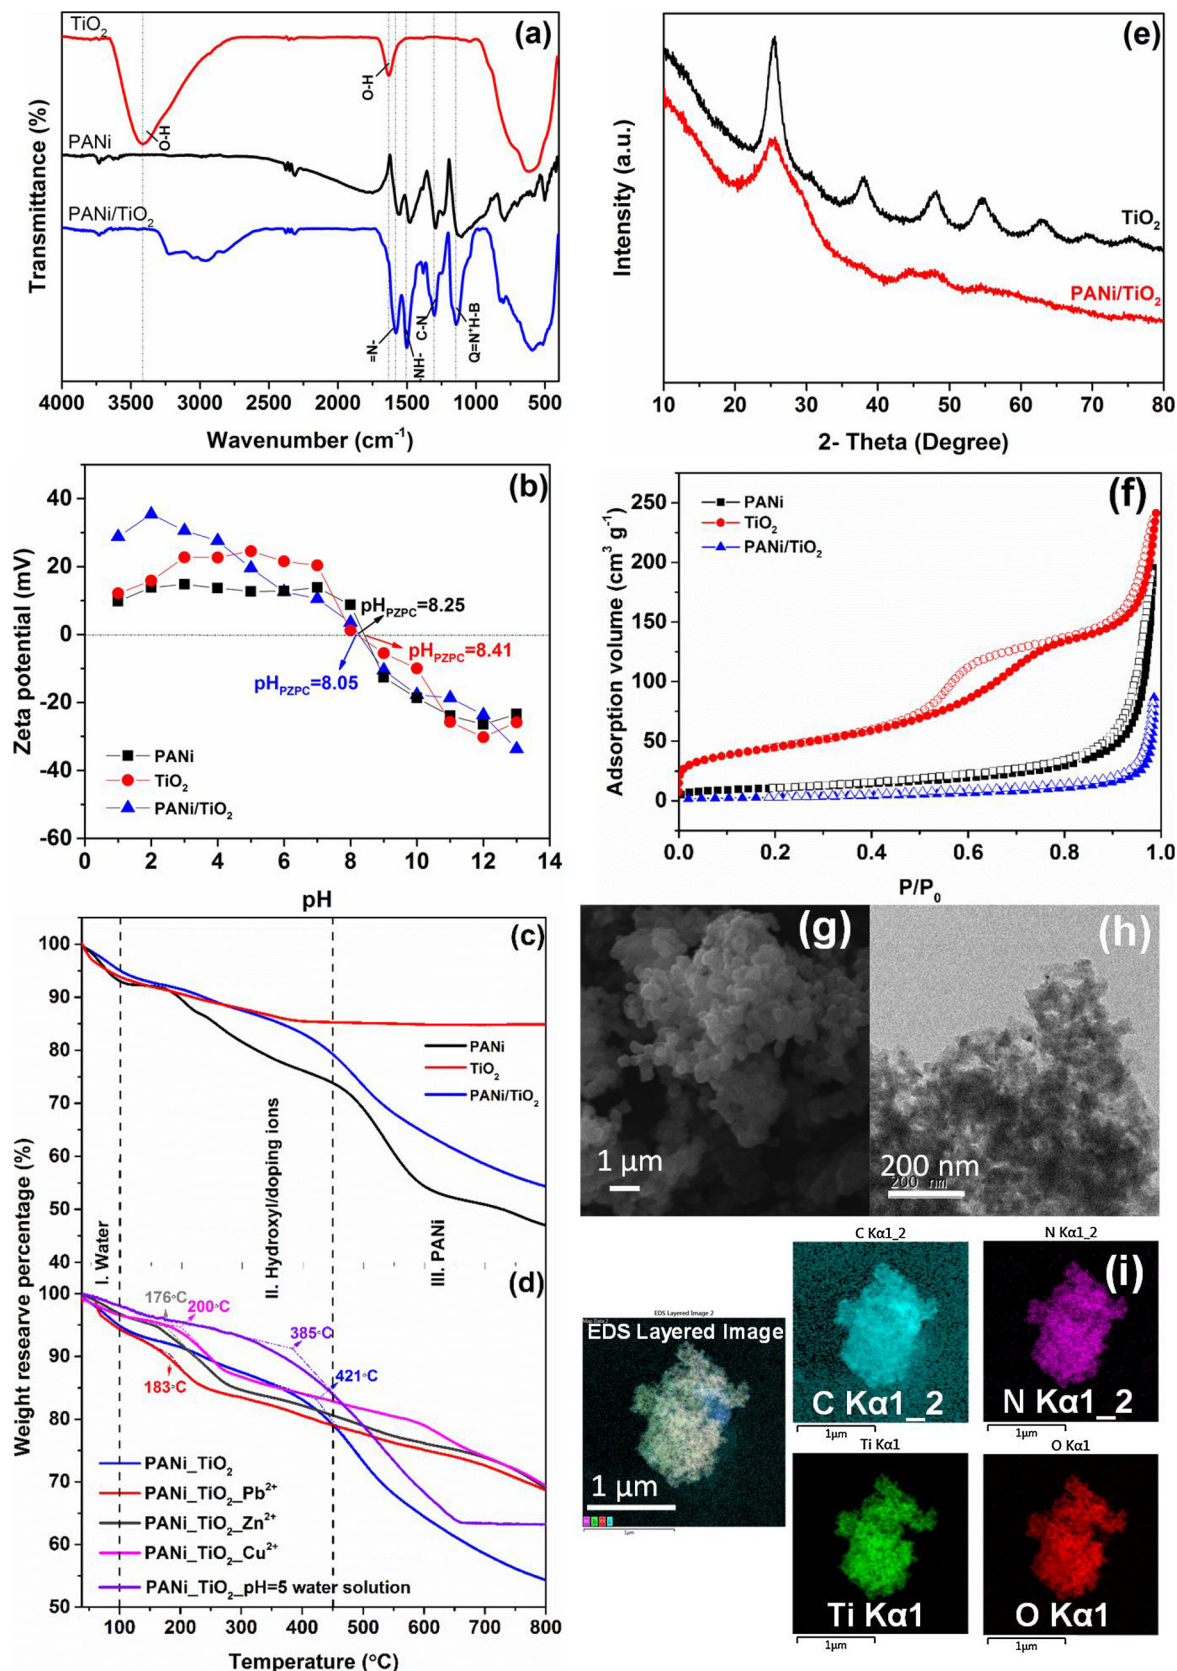 (a)
TiO2
O-H
O-H
PANi
PANi/TiO2
=N-
-NH-
C-N
Q=N+H-B
Transmittance (%)
4000 3500 3000 2500 2000 1500 1000 500
Wavenumber (cm-1)
(e)
TiO2
PANi/TiO2
Intensity (a.u.)
10 20 30 40 50 60 70 80
2- Theta (Degree)
(b)
40
20
0
-20
-40
-60
Zeta potential (mV)
pHPZPC=8.25
pHPZPC=8.41
pHPZPC=8.05
PANi
TiO2
PANi/TiO2
0 2 4 6 8 10 12 14
pH
(f)
PANi
TiO2
PANi/TiO2
250
200
150
100
50
0
Adsorption volume (cm3 g-1)
0.0 0.2 0.4 0.6 0.8 1.0
P/P0
(c)
100
90
80
70
60
50
40
PANi
TiO2
PANi/TiO2
Weight researve percentage (%)
I. Water
II. Hydroxyl/doping ions
III. PANi
(d)
100
90
80
70
60
50
176°C
200°C
385°C
183°C
421°C
PANi_TiO2
PANi_TiO2_Pb2+
PANi_TiO2_Zn2+
PANi_TiO2_Cu2+
PANi_TiO2_pH=5 water solution
100 200 300 400 500 600 700 800
Temperature (°C)
(g)
1 μm
(h)
200 nm
200 nm
(i)
EDS Layered Image 2
EDS Layered Image
1 μm
1μm
C Kα1_2
C Kα1_2
1μm
N Kα1_2
N Kα1_2
1μm
Ti Kα1
Ti Kα1
1μm
O Kα1
O Kα1
1μm